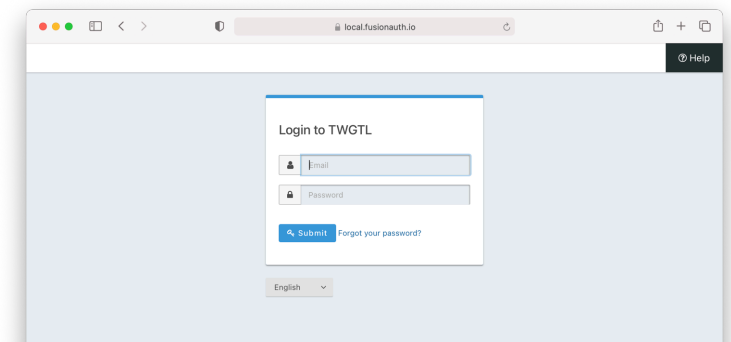 local.fusionauth.io
Help
Login to TWGTL
Email
Password
Submit Forgot your password?
English